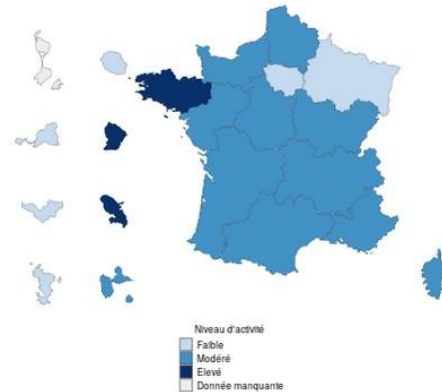 Niveau d'activité
Faible
Modéré
Elevé
Donnée manquante